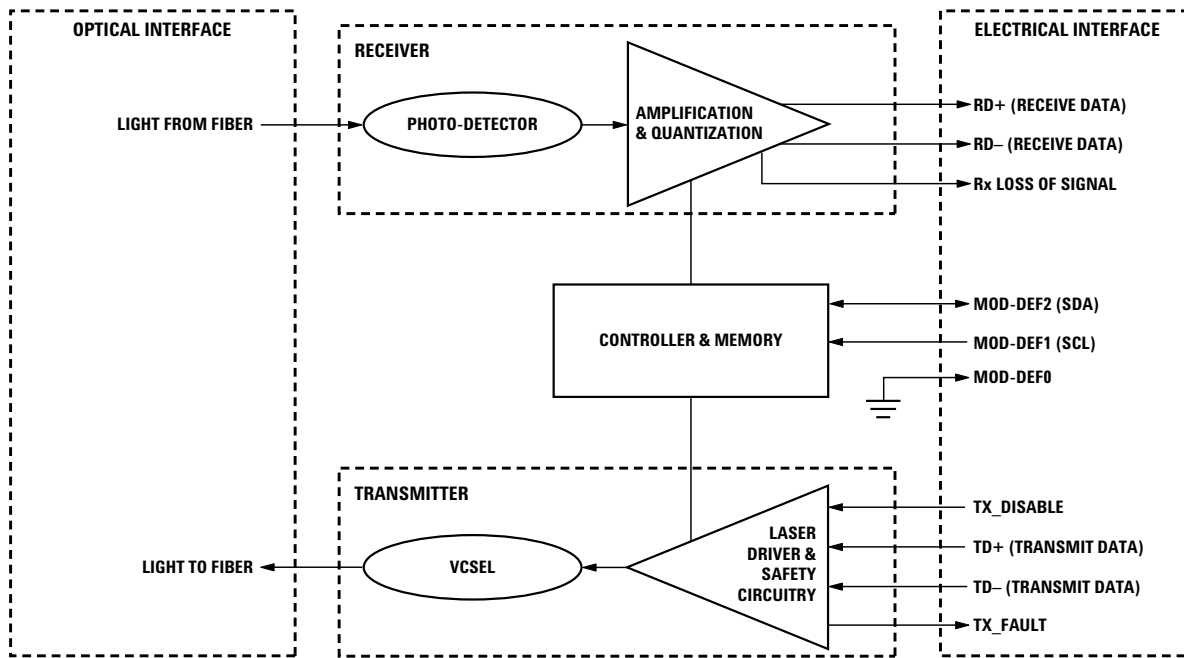 OPTICAL INTERFACE
ELECTRICAL INTERFACE
RECEIVER
LIGHT FROM FIBER
PHOTO-DETECTOR
AMPLIFICATION
& QUANTIZATION
RD+ (RECEIVE DATA)
RD– (RECEIVE DATA)
Rx LOSS OF SIGNAL
CONTROLLER & MEMORY
MOD-DEF2 (SDA)
MOD-DEF1 (SCL)
MOD-DEF0
TRANSMITTER
LIGHT TO FIBER
VCSEL
LASER
DRIVER &
SAFETY
CIRCUITRY
TX_DISABLE
TD+ (TRANSMIT DATA)
TD– (TRANSMIT DATA)
TX_FAULT